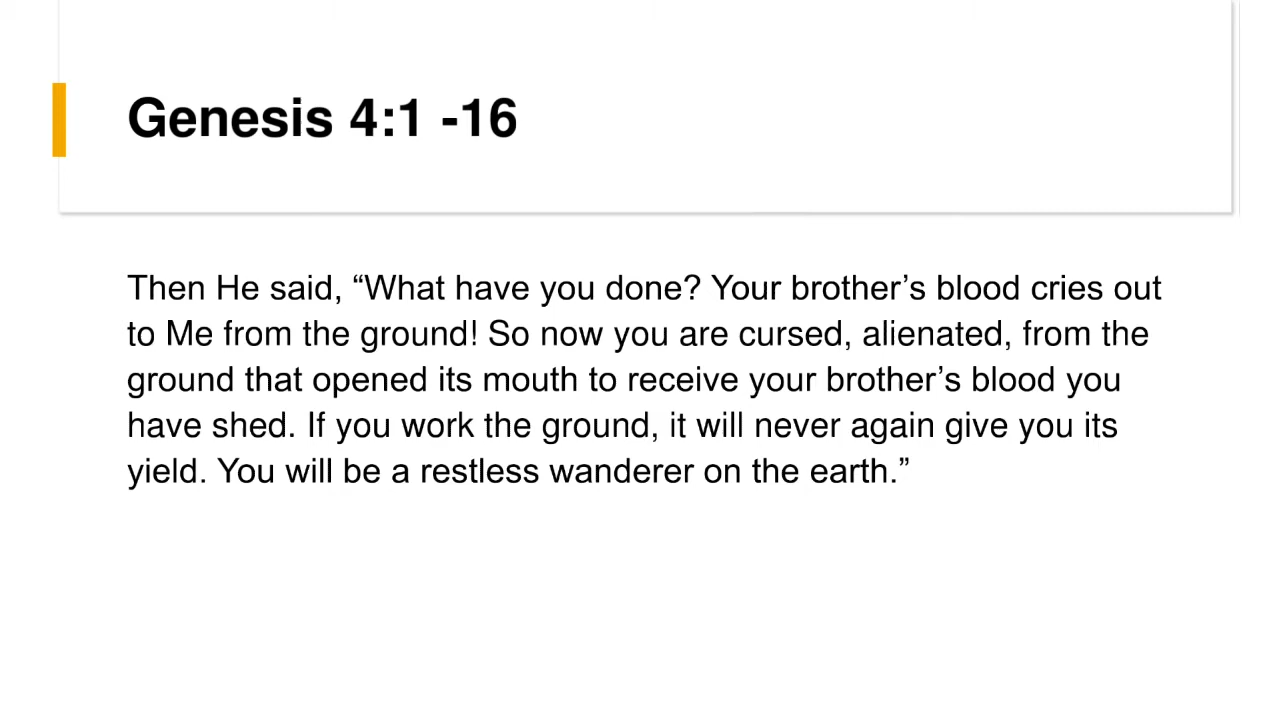 Genesis 4:1 -16
Then He said, “What have you done? Your brother’s blood cries out
to Me from the ground! So now you are cursed, alienated, from the
ground that opened its mouth to receive your brother’s blood you
have shed. If you work the ground, it will never again give you its
yield. You will be a restless wanderer on the earth.”